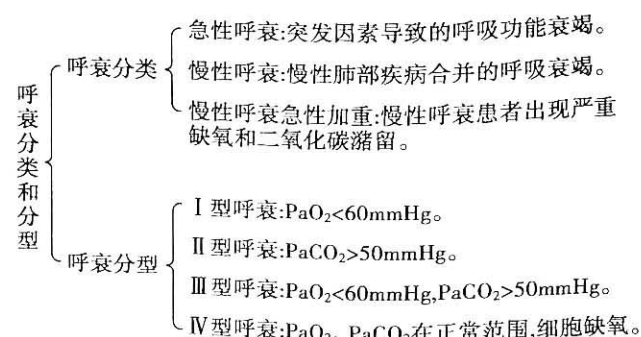 呼衰分类和分型
呼衰分类
急性呼衰:突发因素导致的呼吸功能衰竭。
慢性呼衰:慢性肺部疾病合并的呼吸衰竭。
慢性呼衰急性加重:慢性呼衰患者出现严重
缺氧和二氧化碳潴留。
呼衰分型
Ⅰ型呼衰:PaO₂<60mmHg。
Ⅱ型呼衰:PaCO₂>50mmHg。
Ⅲ型呼衰:PaO₂<60mmHg,PaCO₂>50mmHg。
Ⅳ型呼衰:PaO₂、PaCO₂在正常范围,细胞缺氧。